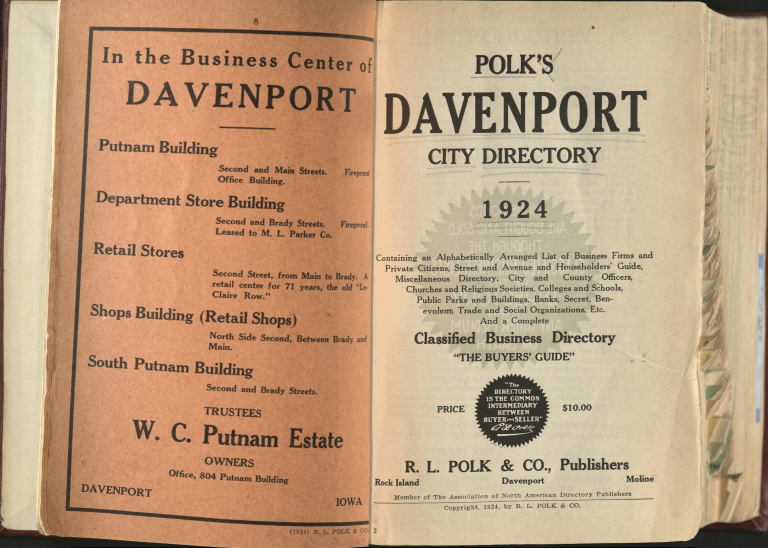 8
In the Business Center of
DAVENPORT
Putnam Building
Second and Main Streets. Fireproof
Office Building.
Department Store Building
Second and Brady Streets. Fireproof.
Leased to M. L. Parker Co.
Retail Stores
Second Street, from Main to Brady. A
retail center for 71 years, the old "Le-
Claire Row."
Shops Building (Retail Shops)
North Side Second, Between Brady and
Main.
South Putnam Building
Second and Brady Streets.
TRUSTEES
W. C. Putnam Estate
OWNERS
Office, 804 Putnam Building
DAVENPORT IOWA
(1924) R. L. POLK & CO.
POLK'S
DAVENPORT
CITY DIRECTORY
1924
Containing an Alphabetically Arranged List of Business Firms and
Private Citizens, Street and Avenue and Householders' Guide,
Miscellaneous Directory, City and County Officers,
Churches and Religious Societies, Colleges and Schools,
Public Parks and Buildings, Banks, Secret, Ben-
evolent, Trade and Social Organizations, Etc.
And a Complete
Classified Business Directory
"THE BUYERS' GUIDE"
PRICE $10.00
"The
DIRECTORY
IS THE COMMON
INTERMEDIARY
BETWEEN
BUYER AND SELLER"
R. L. POLK & CO., Publishers
Rock Island Davenport Moline
Member of The Association of North American Directory Publishers
Copyright, 1924, by R. L. POLK & CO.
2